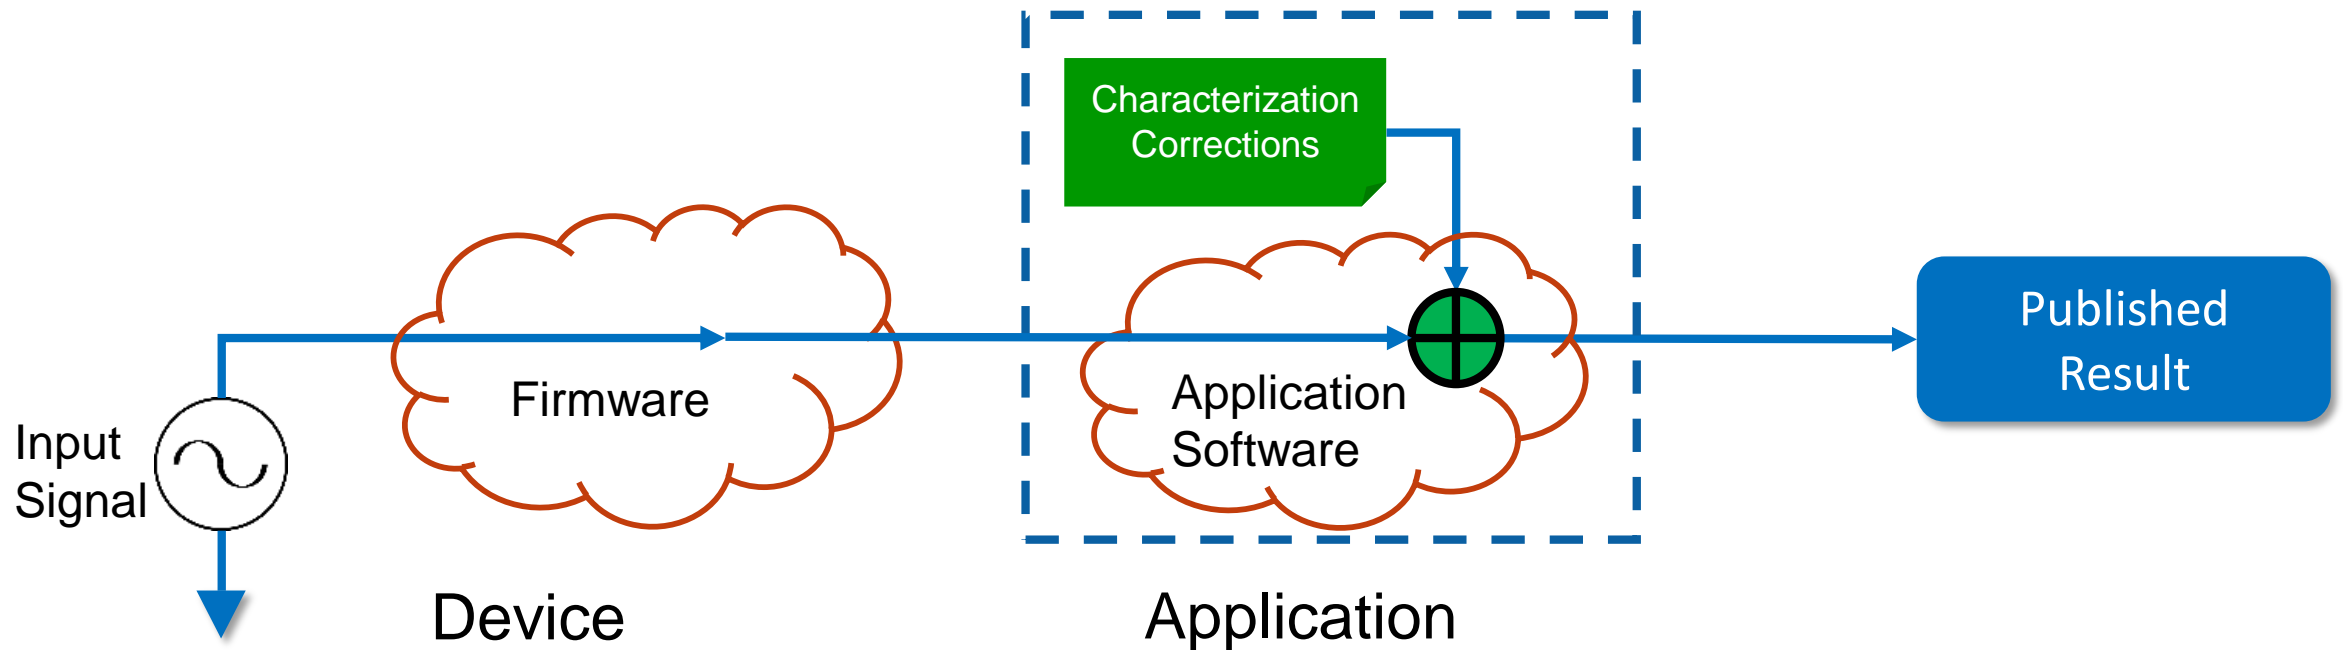 Characterization
Corrections
Firmware
Application
Software
Input
Signal
Published
Result
Device
Application